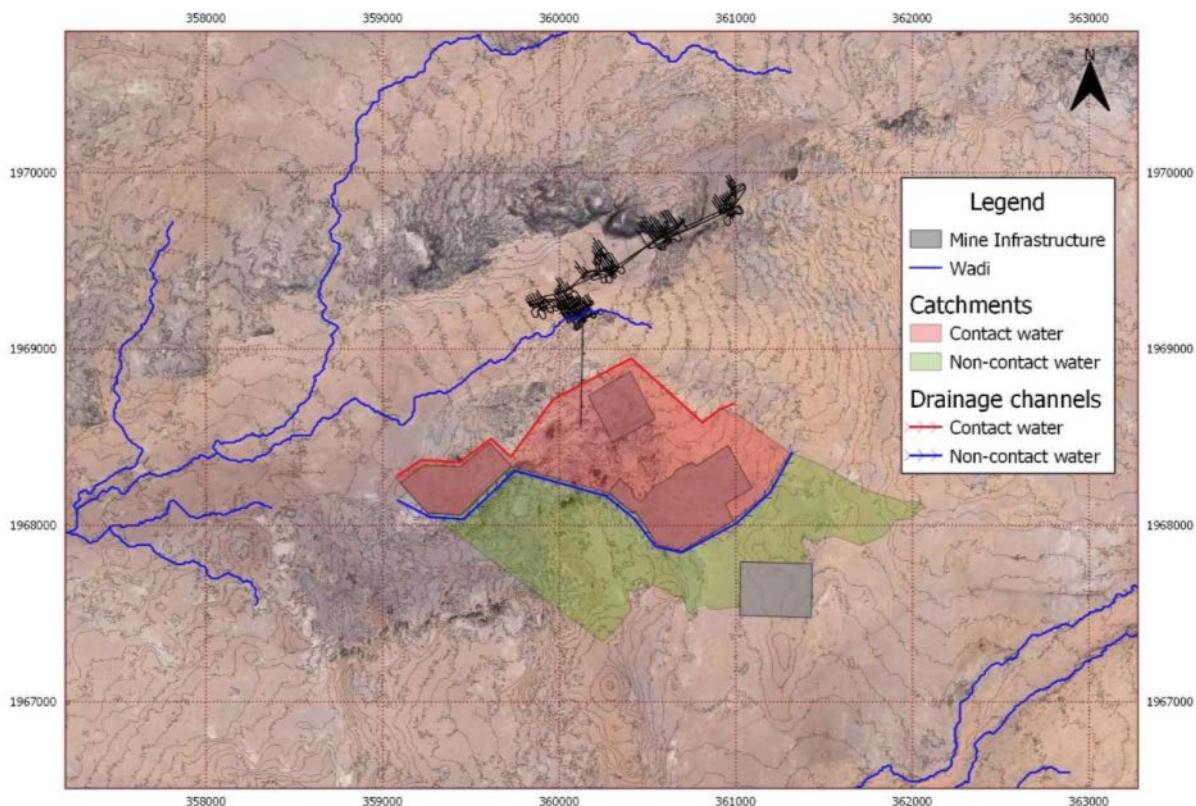 358000 359000 360000 361000 362000 363000
N
1970000 1970000
Legend
Mine Infrastructure
Wadi
Catchments
Contact water
Non-contact water
Drainage channels
Contact water
Non-contact water
1969000 1969000
1968000 1968000
1967000 1967000
358000 359000 360000 361000 362000 363000